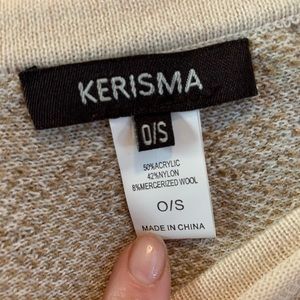 KERISMA
O/S
50%ACRYLIC
42%NYLON
8%MERCERIZED WOOL
O/S
MADE IN CHINA